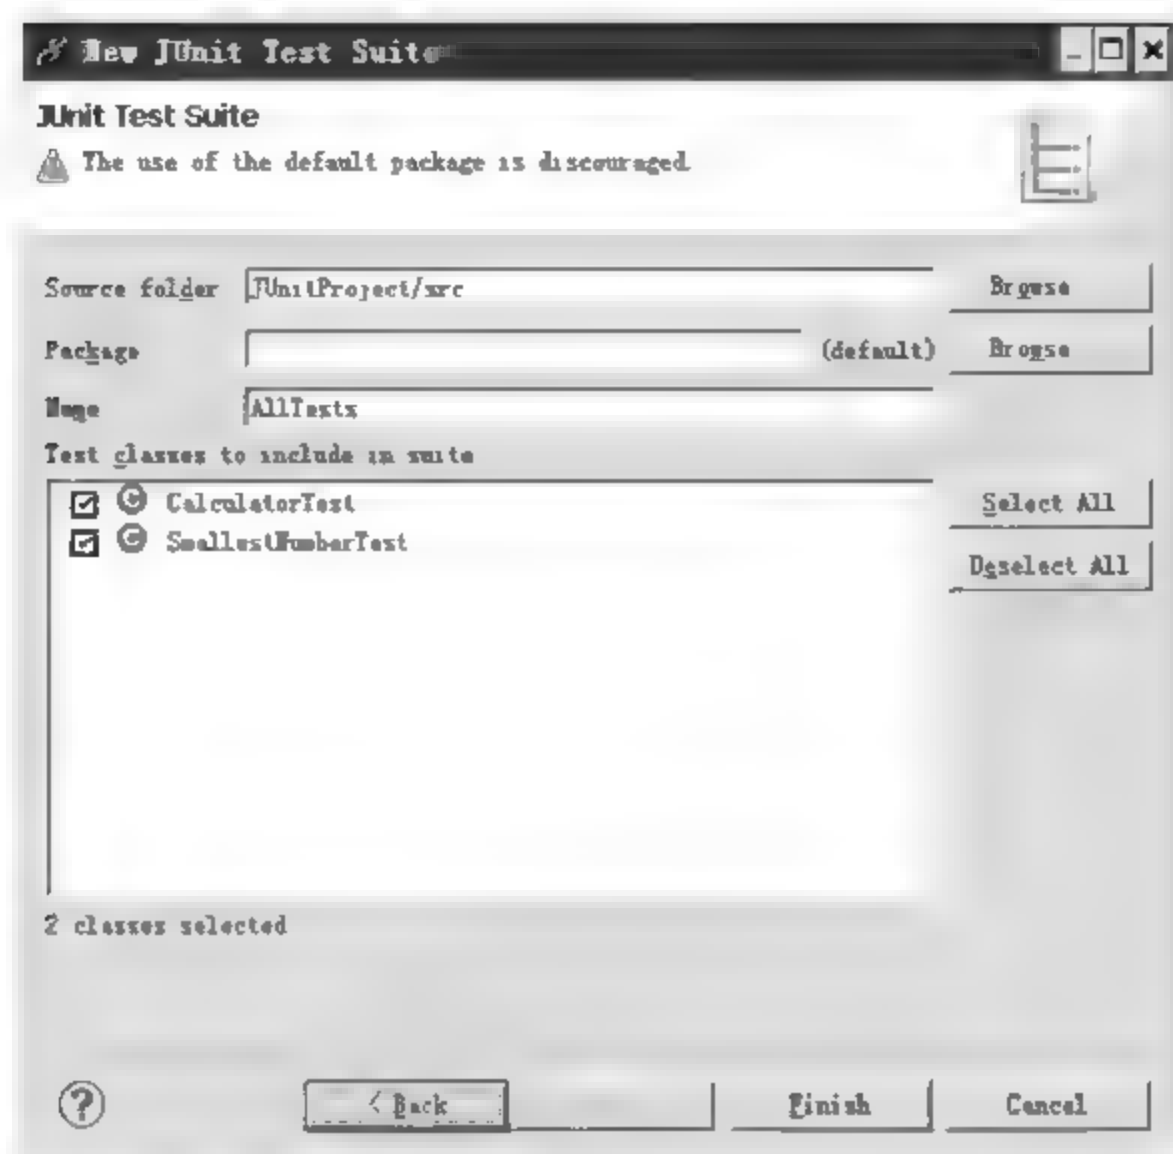 New JUnit Test Suite
JUnit Test Suite
The use of the default package is discouraged
Source folder JUnitProject/src Browse
Package (default) Browse
Name AllTests
Test classes to include in suite
CalculatorTest Select All
SmallestNumberTest
Deselect All
2 classes selected
? < Back Finish Cancel